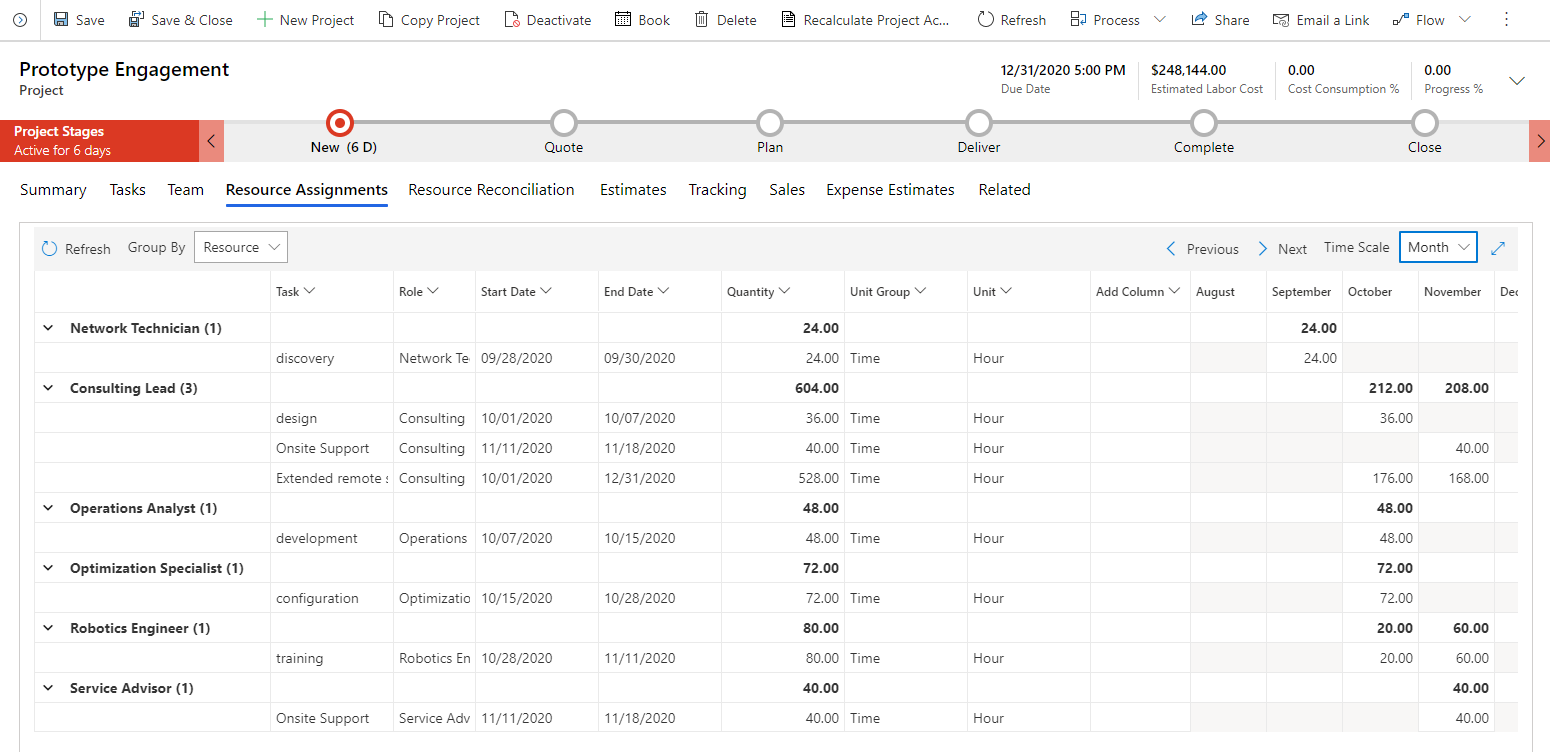 Save Save & Close New Project Copy Project Deactivate Book Delete Recalculate Project Ac... Refresh Process Share Email a Link Flow
Prototype Engagement
Project
12/31/2020 5:00 PM $248,144.00 0.00 0.00
Due Date Estimated Labor Cost Cost Consumption % Progress %
Project Stages
Active for 6 days
New (6 D) Quote Plan Deliver Complete Close
Summary Tasks Team Resource Assignments Resource Reconciliation Estimates Tracking Sales Expense Estimates Related
Refresh Group By Resource Previous Next Time Scale Month
Task Role Start Date End Date Quantity Unit Group Unit Add Column August September October November Dec
Network Technician (1) 24.00 24.00
discovery Network Te 09/28/2020 09/30/2020 24.00 Time Hour 24.00
Consulting Lead (3) 604.00 212.00 208.00
design Consulting 10/01/2020 10/07/2020 36.00 Time Hour 36.00
Onsite Support Consulting 11/11/2020 11/18/2020 40.00 Time Hour 40.00
Extended remote s Consulting 10/01/2020 12/31/2020 528.00 Time Hour 176.00 168.00
Operations Analyst (1) 48.00 48.00
development Operations 10/07/2020 10/15/2020 48.00 Time Hour 48.00
Optimization Specialist (1) 72.00 72.00
configuration Optimizatio 10/15/2020 10/28/2020 72.00 Time Hour 72.00
Robotics Engineer (1) 80.00 20.00 60.00
training Robotics En 10/28/2020 11/11/2020 80.00 Time Hour 20.00 60.00
Service Advisor (1) 40.00 40.00
Onsite Support Service Adv 11/11/2020 11/18/2020 40.00 Time Hour 40.00